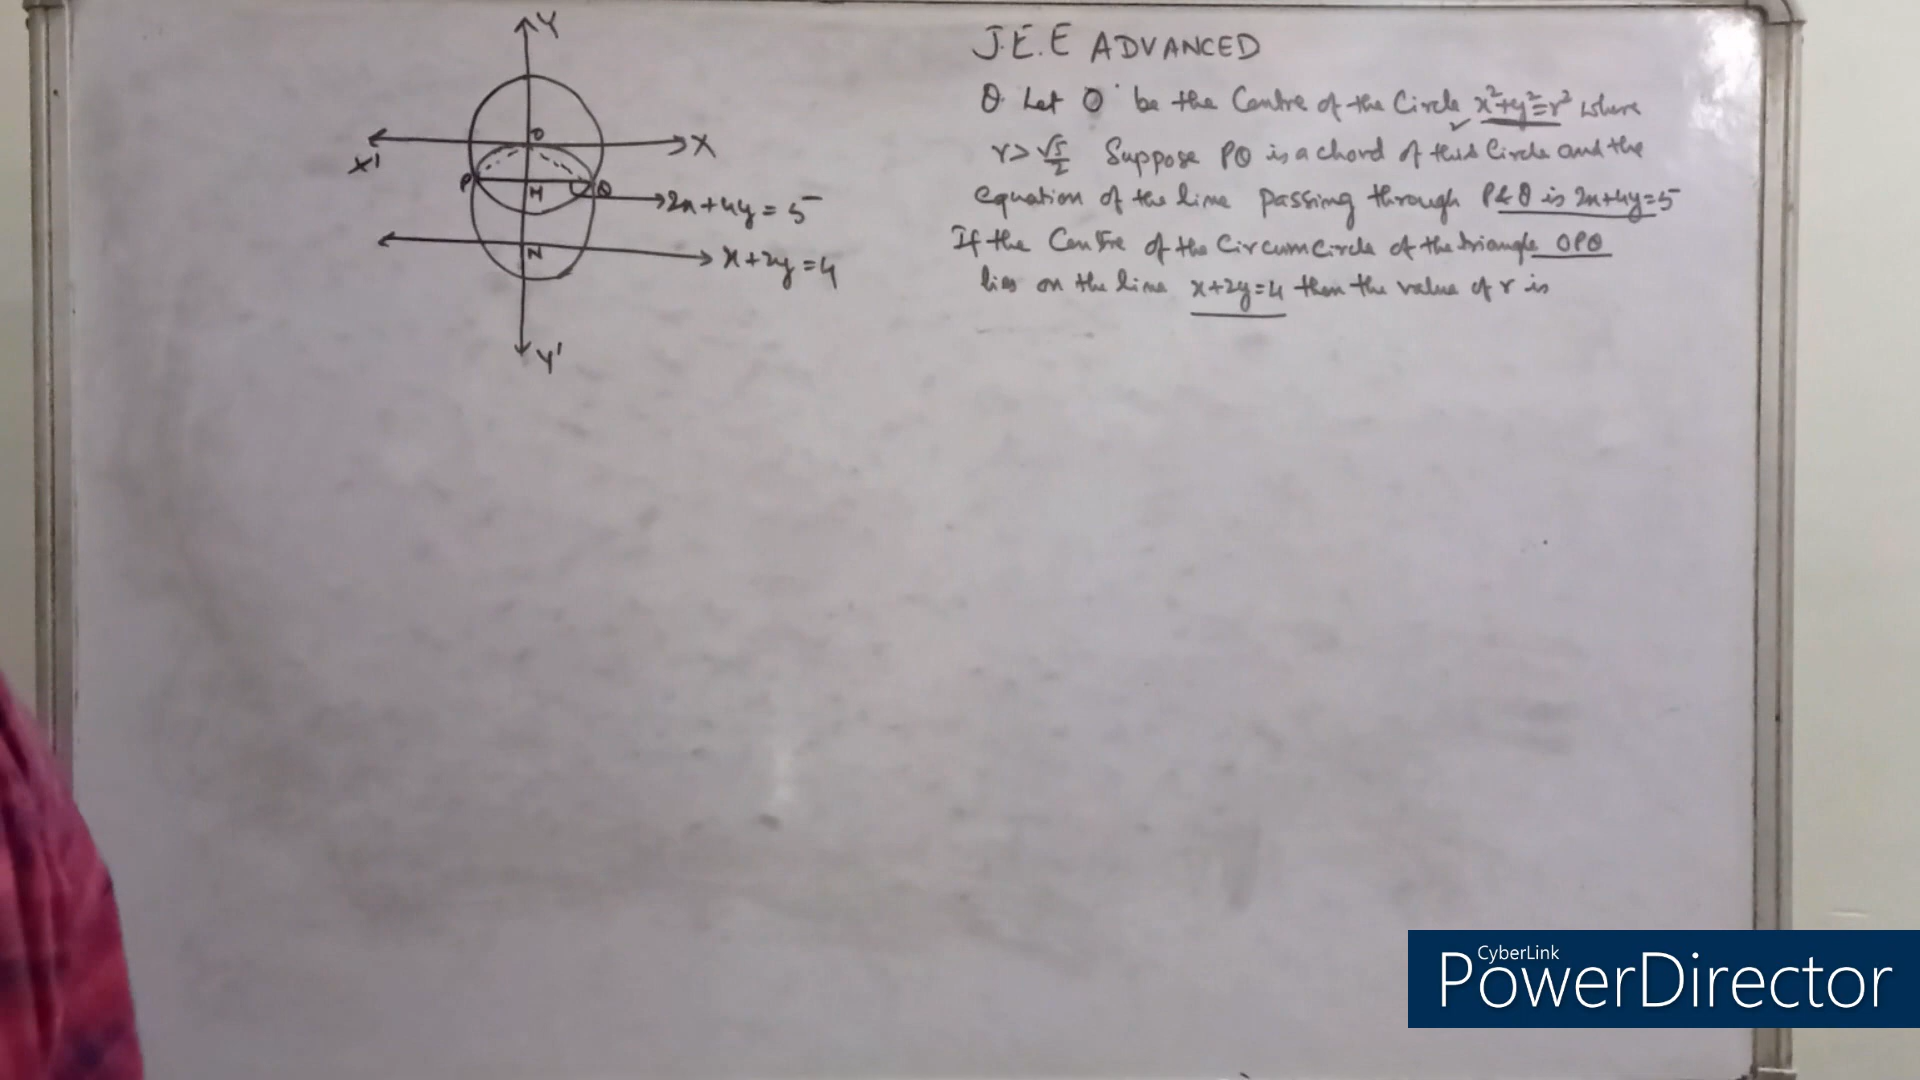 J.E.E ADVANCED
Q. Let O be the Centre of the Circle x²+y²=r² where
r>√5/2 Suppose PQ is a chord of this Circle and the
equation of the line passing through P&Q is 2x+4y=5
If the Centre of the Circumcircle of the triangle OPQ
lies on the line x+2y=4 then the value of r is
Y
O
X
X'
P
M
Q
2x+4y=5
N
x+2y=4
Y'
CyberLink
PowerDirector